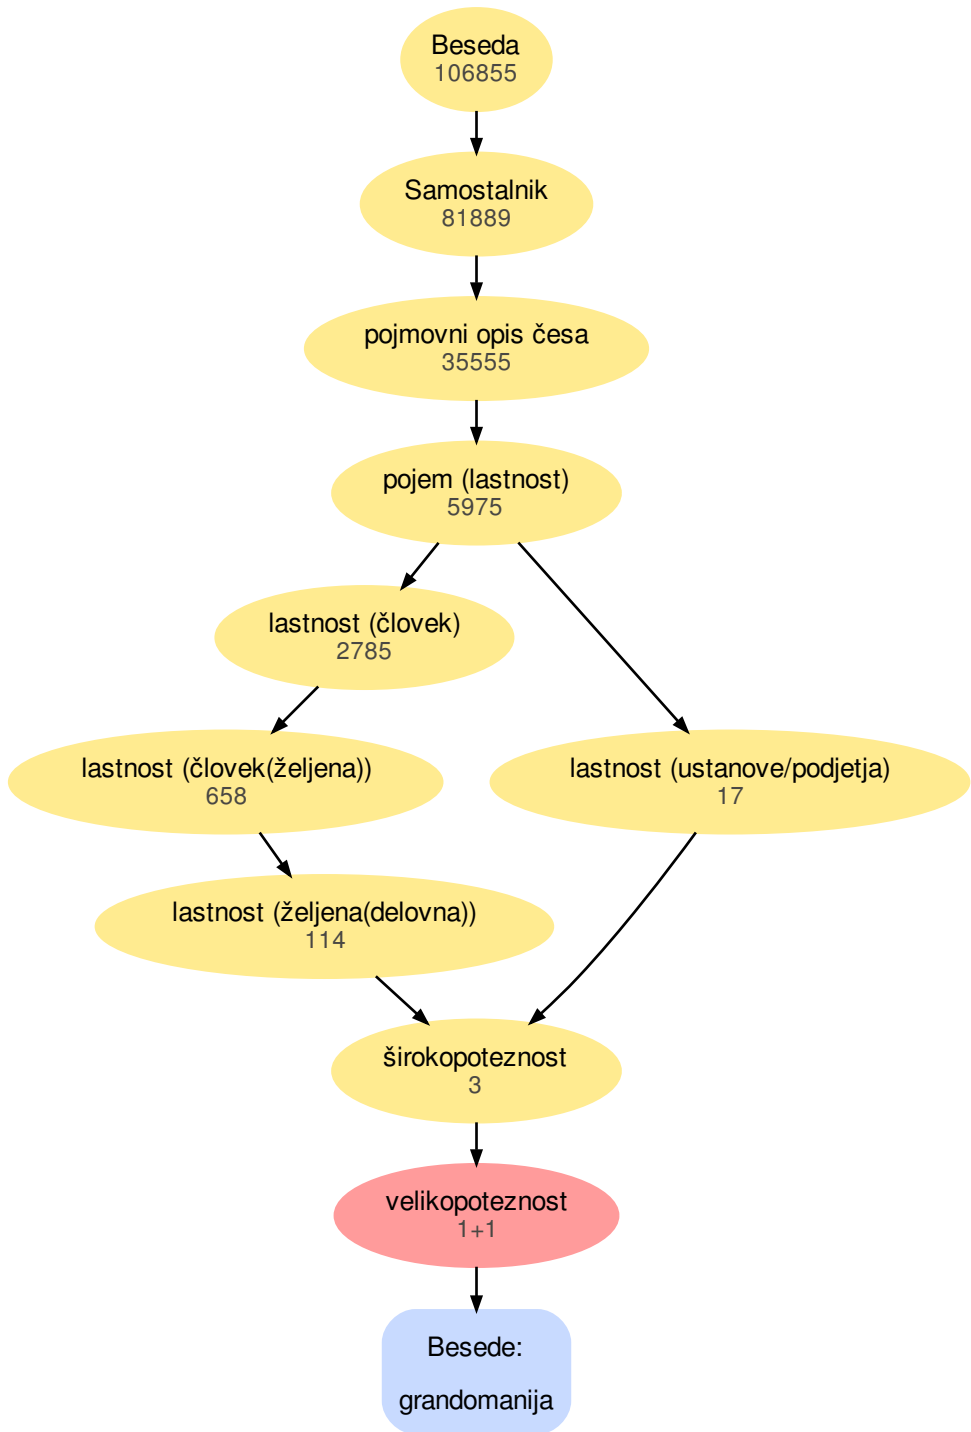 Beseda
106855
Samostalnik
81889
pojmovni opis česa
35555
pojem (lastnost)
5975
lastnost (človek)
2785
lastnost (človek(željena))
658
lastnost (ustanove/podjetja)
17
lastnost (željena(delovna))
114
širokopoteznost
3
velikopoteznost
1+1
Besede:
grandomanija